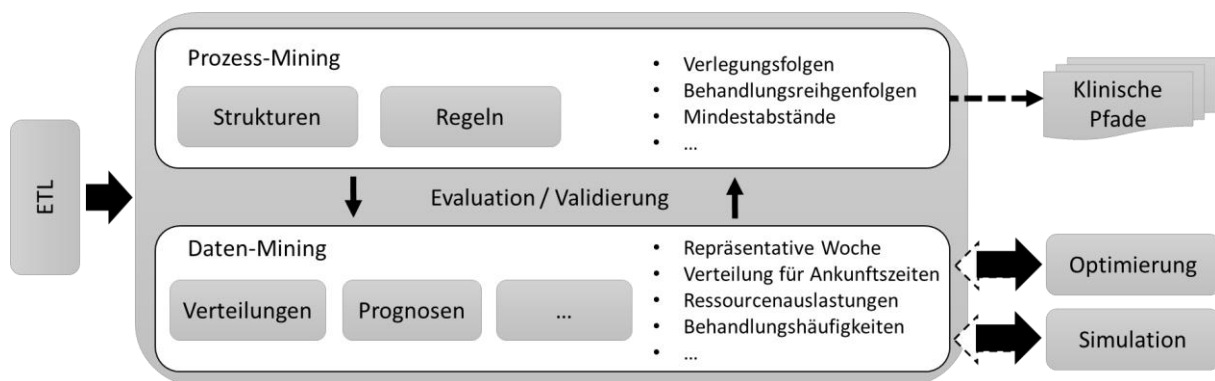 ETL
Prozess-Mining
Strukturen
Regeln
• Verlegungsfolgen
• Behandlungsreihgenfolgen
• Mindestabstände
• ...
Klinische
Pfade
Evaluation / Validierung
Daten-Mining
Verteilungen
Prognosen
...
• Repräsentative Woche
• Verteilung für Ankunftszeiten
• Ressourcenauslastungen
• Behandlungshäufigkeiten
• ...
Optimierung
Simulation